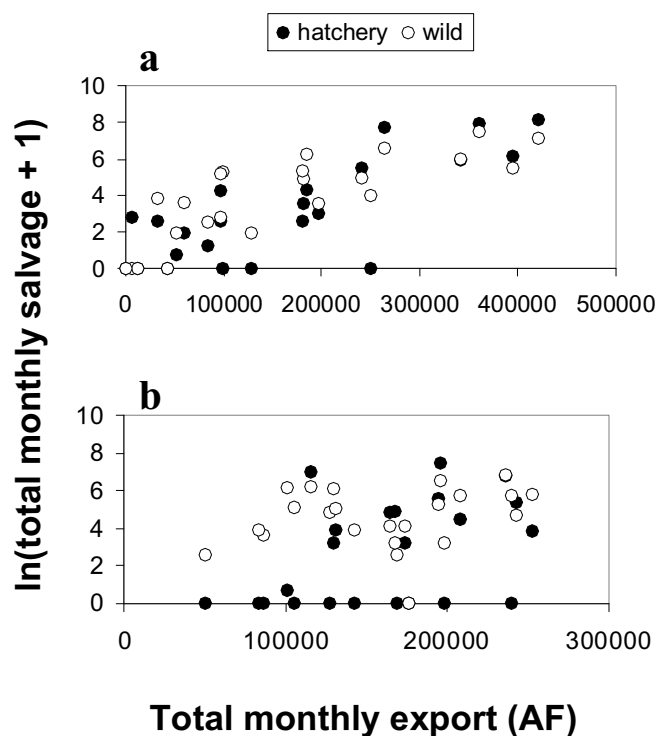 hatchery wild
a
10
8
6
4
2
0
0 100000 200000 300000 400000 500000
b
10
8
6
4
2
0
0 100000 200000 300000
ln(total monthly salvage + 1)
Total monthly export (AF)